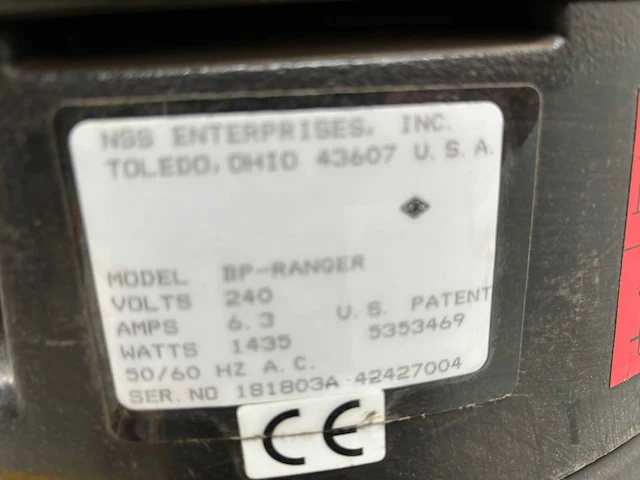 NSS ENTERPRISES, INC.
TOLEDO, OHIO 43607 U.S.A.
MODEL BP-RANGER
VOLTS 240
AMPS 6.3
WATTS 1435
U.S. PATENT
5353469
50/60 HZ A.C.
SER.NO 181803A 42427004
CE